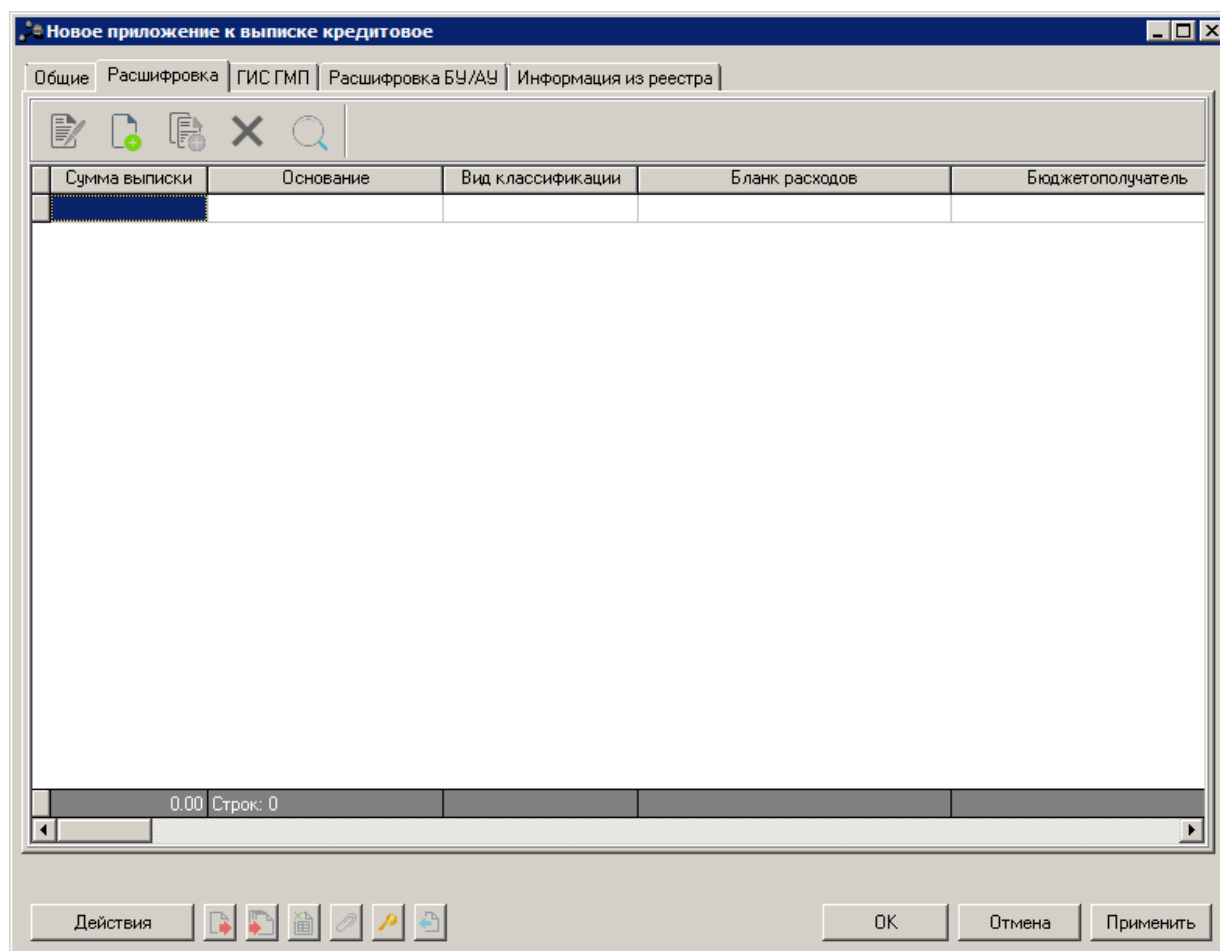 Новое приложение к выписке кредитовое
Общие Расшифровка ГИС ГМП Расшифровка БУ/АУ Информация из реестра
Сумма выписки Основание Вид классификации Бланк расходов Бюджетополучатель
0.00 Строк: 0
Действия OK Отмена Применить